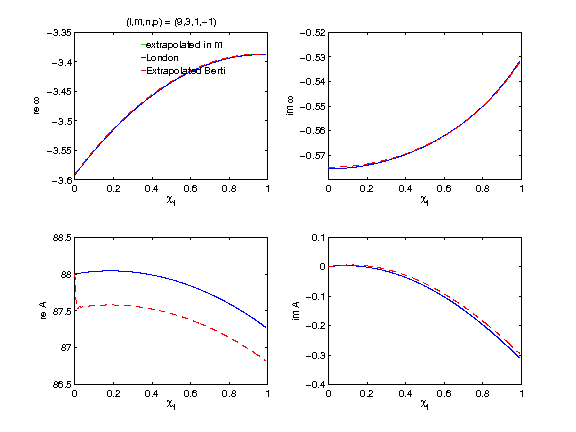 (l,m,n,p) = (9,3,1,−1)
extrapolated in m
London
Extrapolated Berti
−3.35
−3.4
−3.45
−3.5
−3.55
−3.6
re ω
0 0.2 0.4 0.6 0.8 1
χf
−0.52
−0.53
−0.54
−0.55
−0.56
−0.57
im ω
0 0.2 0.4 0.6 0.8 1
χf
88.5
88
87.5
87
86.5
re A
0 0.2 0.4 0.6 0.8 1
χf
0.1
0
−0.1
−0.2
−0.3
−0.4
im A
0 0.2 0.4 0.6 0.8 1
χf